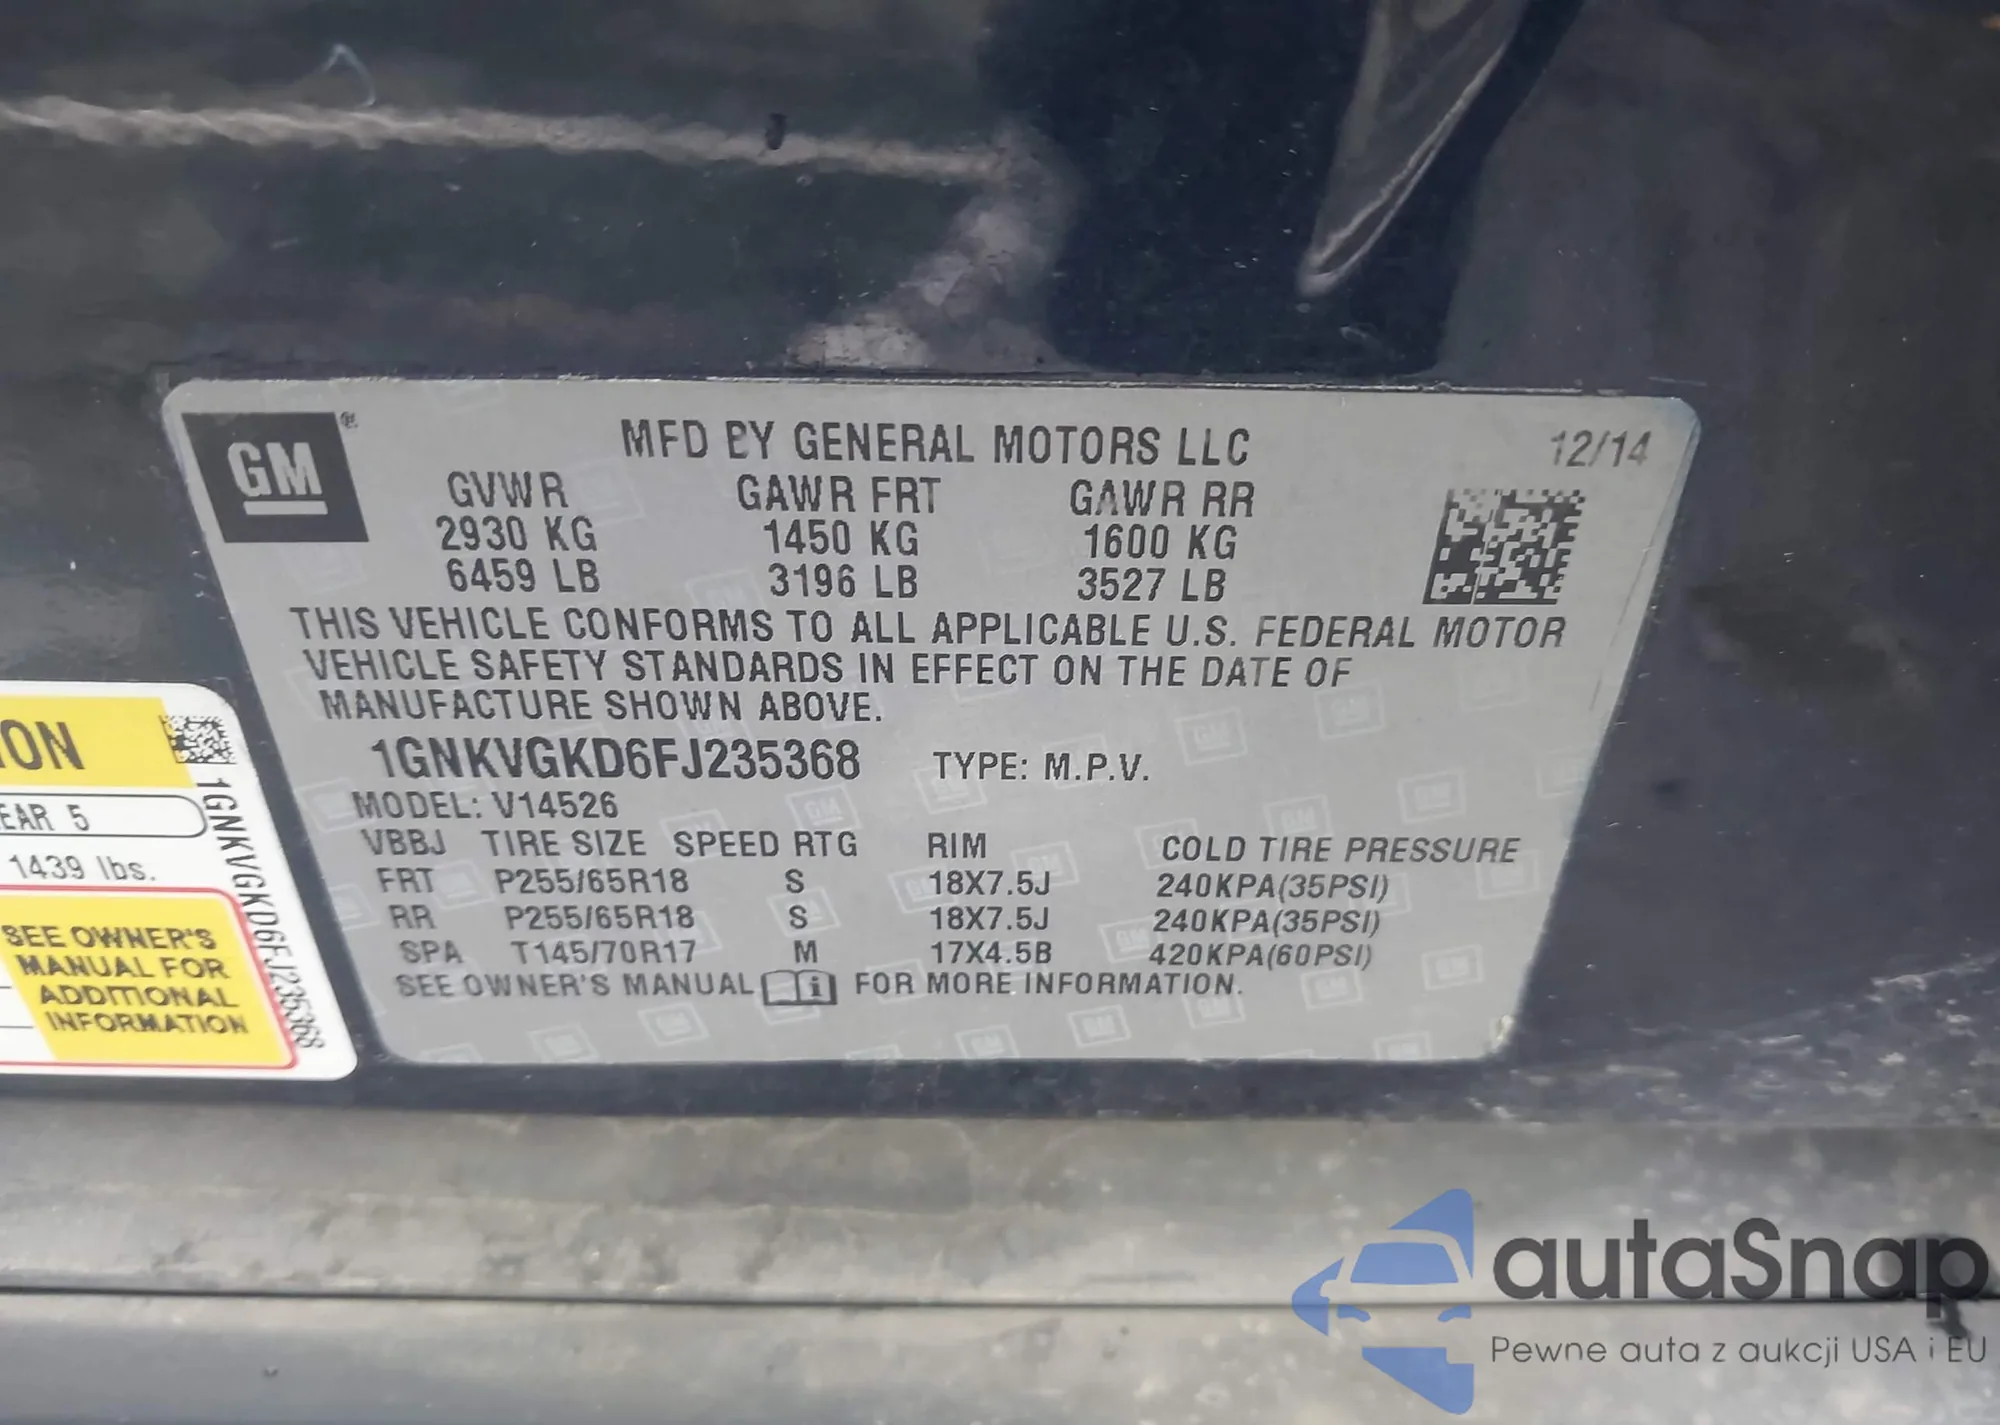 GM ®
MFD BY GENERAL MOTORS LLC 12/14
GVWR GAWR FRT GAWR RR
2930 KG 1450 KG 1600 KG
6459 LB 3196 LB 3527 LB
THIS VEHICLE CONFORMS TO ALL APPLICABLE U.S. FEDERAL MOTOR
VEHICLE SAFETY STANDARDS IN EFFECT ON THE DATE OF
MANUFACTURE SHOWN ABOVE.
1GNKVGKD6FJ235368 TYPE: M.P.V.
MODEL: V14526
VBBJ TIRE SIZE SPEED RTG RIM COLD TIRE PRESSURE
FRT P255/65R18 S 18X7.5J 240KPA(35PSI)
RR P255/65R18 S 18X7.5J 240KPA(35PSI)
SPA T145/70R17 M 17X4.5B 420KPA(60PSI)
SEE OWNER'S MANUAL i FOR MORE INFORMATION.
ION
EAR 5
1439 lbs.
SEE OWNER'S
MANUAL FOR
ADDITIONAL
INFORMATION
1GNKVGKD6FJ235368
autaSnap
Pewne auta z aukcji USA i EU